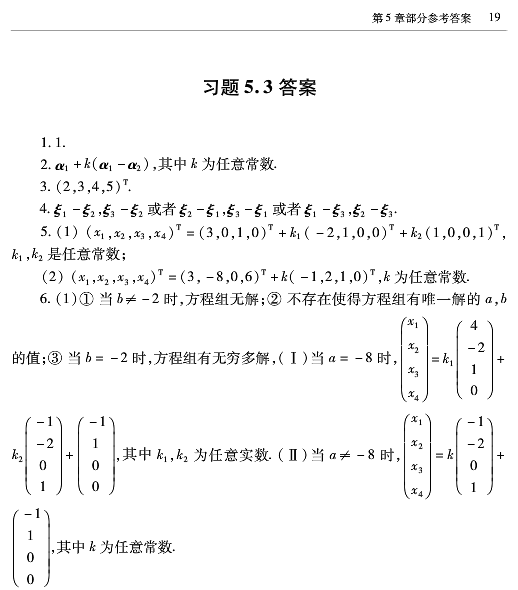 第5章部分参考答案 19
习题 5.3 答案
1. 1.
2. α₁ + k(α₁ − α₂),其中 k 为任意常数.
3. (2,3,4,5)ᵀ.
4. ξ₁ − ξ₂,ξ₃ − ξ₂ 或者 ξ₂ − ξ₁,ξ₃ − ξ₁ 或者 ξ₁ − ξ₃,ξ₂ − ξ₃.
5. (1) (x₁,x₂,x₃,x₄)ᵀ = (3,0,1,0)ᵀ + k₁( − 2,1,0,0)ᵀ + k₂(1,0,0,1)ᵀ,
k₁,k₂ 是任意常数;
(2) (x₁,x₂,x₃,x₄)ᵀ = (3, − 8,0,6)ᵀ + k( − 1,2,1,0)ᵀ,k 为任意常数.
6. (1)① 当 b ≠ − 2 时,方程组无解;② 不存在使得方程组有唯一解的 a,b
的值;③ 当 b = − 2 时,方程组有无穷多解,(Ⅰ)当 a = − 8 时,(x₁ x₂ x₃ x₄) = k₁(4 −2 1 0) +
k₂(−1 −2 0 1) + (−1 1 0 0),其中 k₁,k₂ 为任意实数.(Ⅱ)当 a ≠ − 8 时,(x₁ x₂ x₃ x₄) = k(−1 −2 0 1) +
(−1 1 0 0),其中 k 为任意常数.